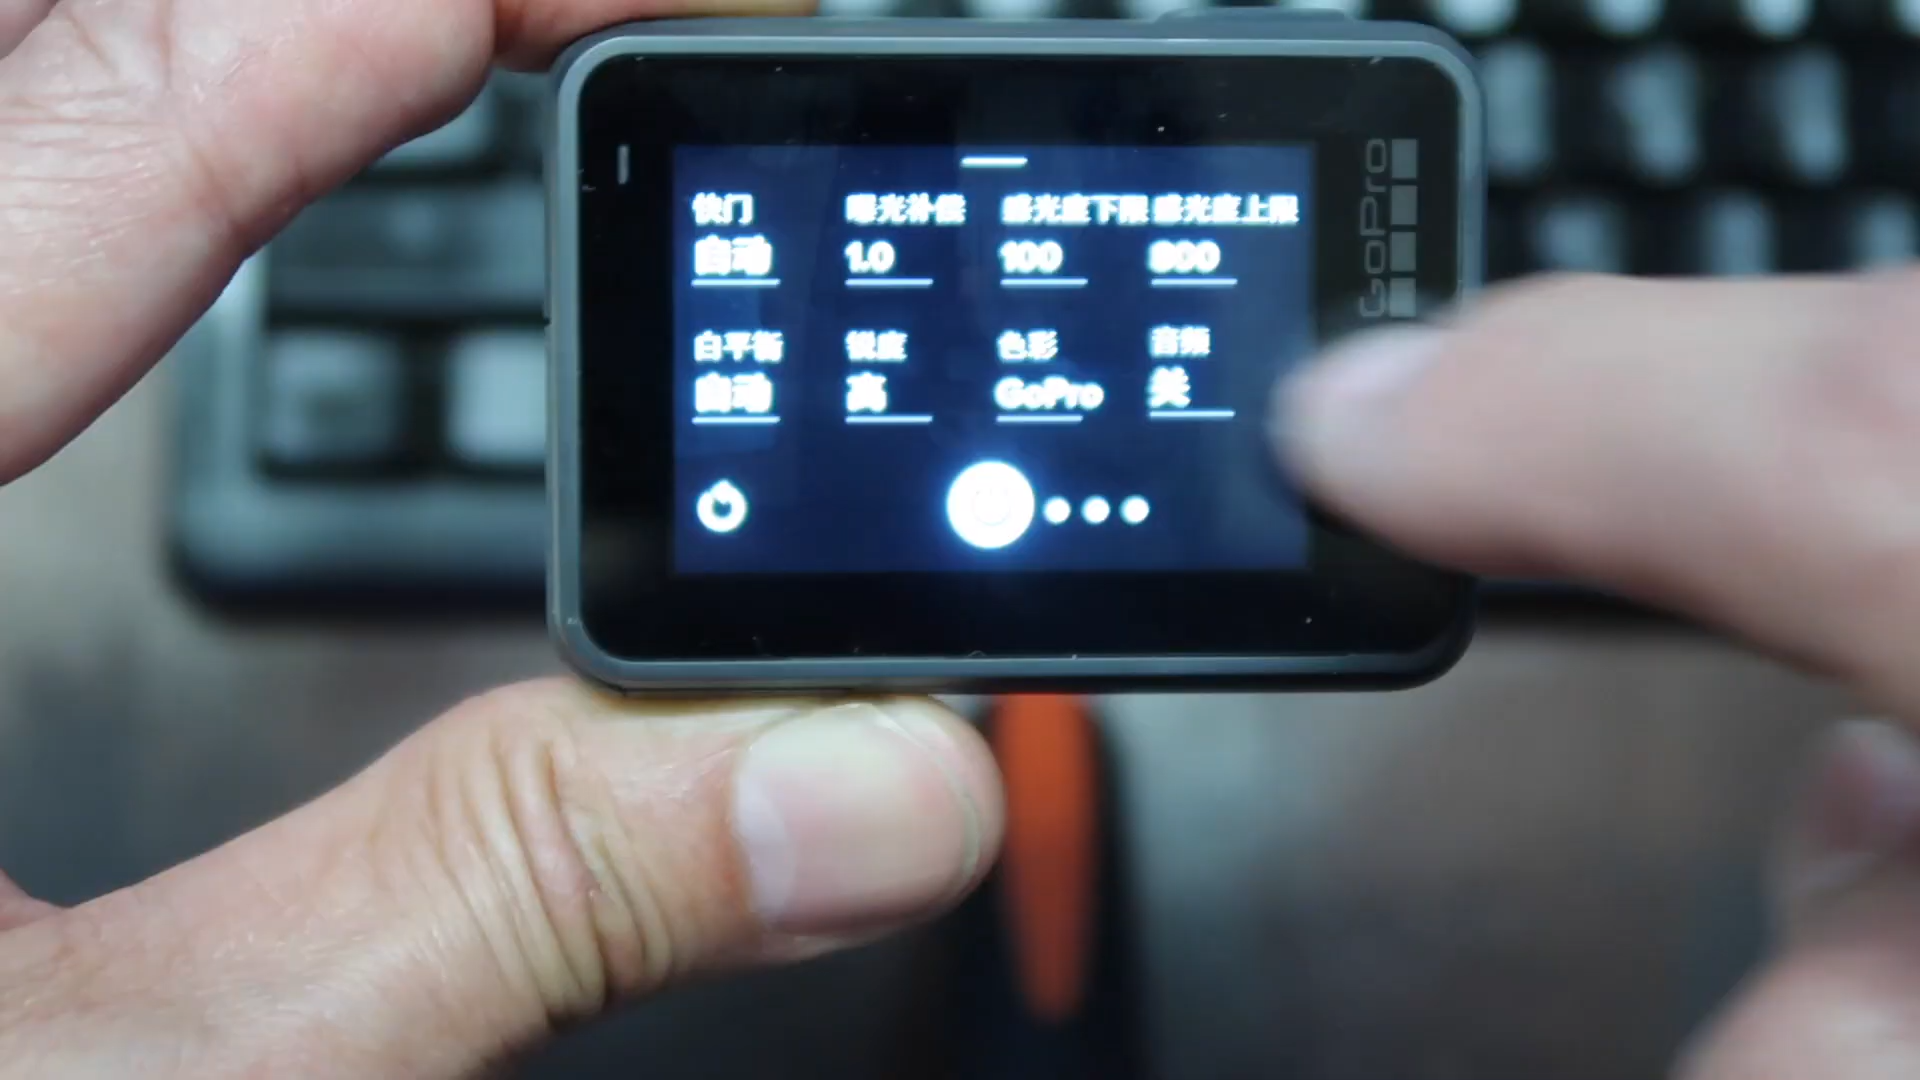 快门 曝光补偿 感光度下限 感光度上限
自动 1.0 100 800
白平衡 锐度 色彩 音频
自动 高 GoPro 关
GoPro